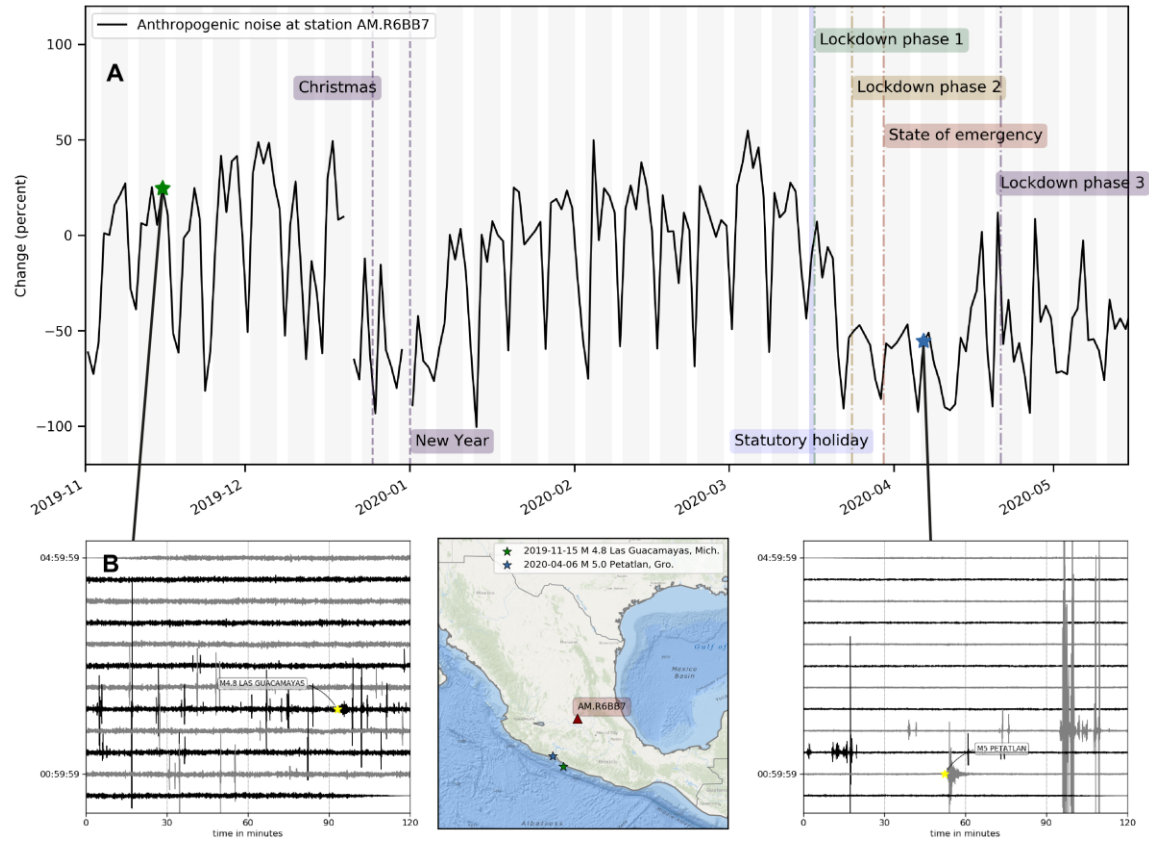 Anthropogenic noise at station AM.R6BB7
A
Change (percent)
100
50
0
−50
−100
Christmas
New Year
Statutory holiday
Lockdown phase 1
Lockdown phase 2
State of emergency
Lockdown phase 3
2019-11
2019-12
2020-01
2020-02
2020-03
2020-04
2020-05
B
04:59:59
M4.8 LAS GUACAMAYAS
00:59:59
0
30
60
90
120
time in minutes
2019-11-15 M 4.8 Las Guacamayas, Mich.
2020-04-06 M 5.0 Petatlan, Gro.
Gulf of
Mexico
Basin
AM.R6BB7
04:59:59
M5 PETATLAN
00:59:59
0
30
60
90
120
time in minutes